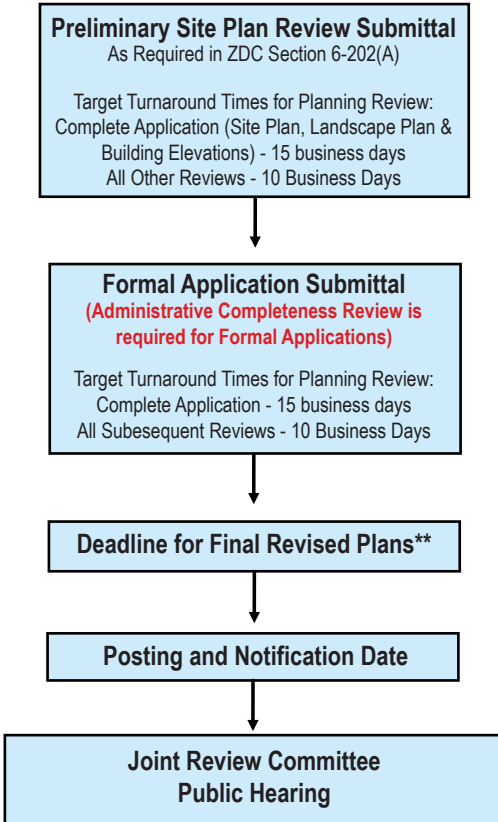 Preliminary Site Plan Review Submittal
As Required in ZDC Section 6-202(A)
Target Turnaround Times for Planning Review:
Complete Application (Site Plan, Landscape Plan &
Building Elevations) - 15 business days
All Other Reviews - 10 Business Days
Formal Application Submittal
(Administrative Completeness Review is
required for Formal Applications)
Target Turnaround Times for Planning Review:
Complete Application - 15 business days
All Subesequent Reviews - 10 Business Days
Deadline for Final Revised Plans**
Posting and Notification Date
Joint Review Committee
Public Hearing